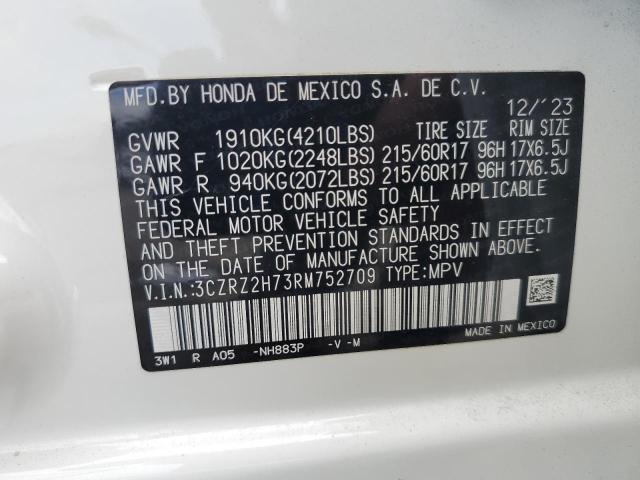 MFD.BY HONDA DE MEXICO S.A. DE C.V.
12/'23
TIRE SIZE RIM SIZE
GVWR 1910KG(4210LBS)
GAWR F 1020KG(2248LBS) 215/60R17 96H 17X6.5J
GAWR R 940KG(2072LBS) 215/60R17 96H 17X6.5J
THIS VEHICLE CONFORMS TO ALL APPLICABLE
FEDERAL MOTOR VEHICLE SAFETY
AND THEFT PREVENTION STANDARDS IN EFFECT
ON THE DATE OF MANUFACTURE SHOWN ABOVE.
V.I.N.:3CZRZ2H73RM752709 TYPE:MPV
3W1 R A05 -NH883P -V -M
MADE IN MEXICO